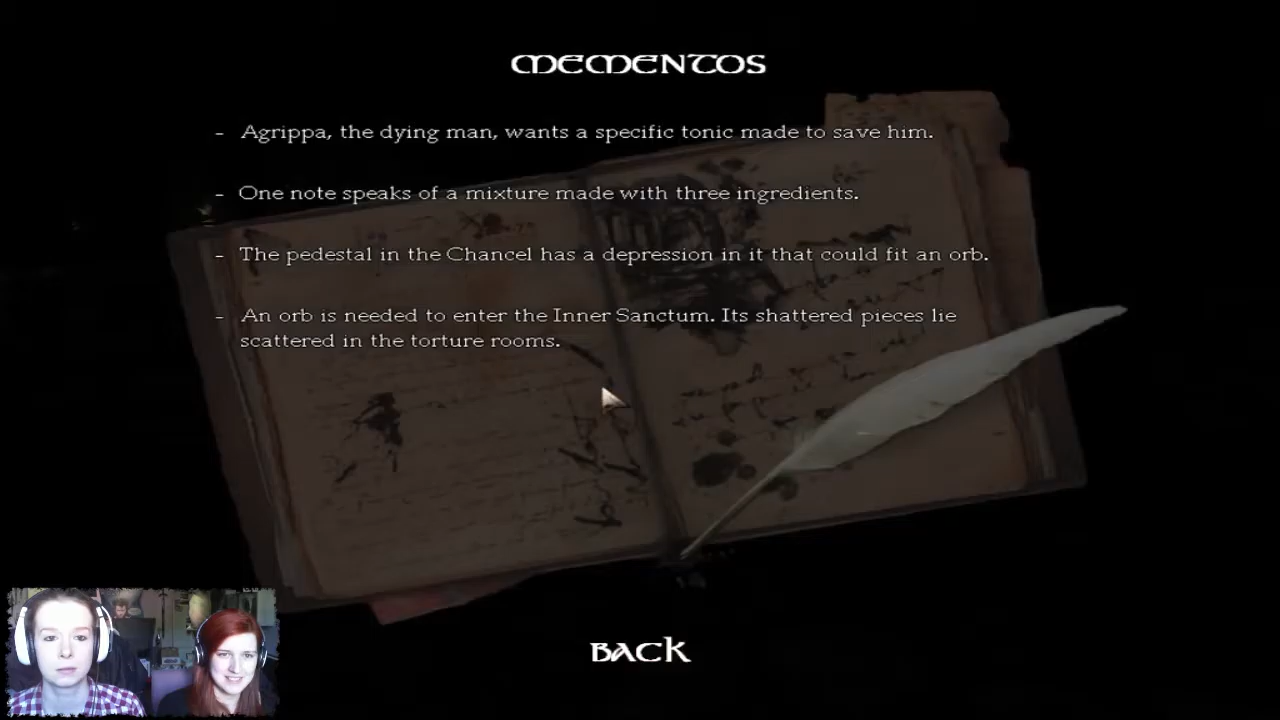 MEMENTOS
- Agrippa, the dying man, wants a specific tonic made to save him.
- One note speaks of a mixture made with three ingredients.
- The pedestal in the Chancel has a depression in it that could fit an orb.
- An orb is needed to enter the Inner Sanctum. Its shattered pieces lie
scattered in the torture rooms.
BACK